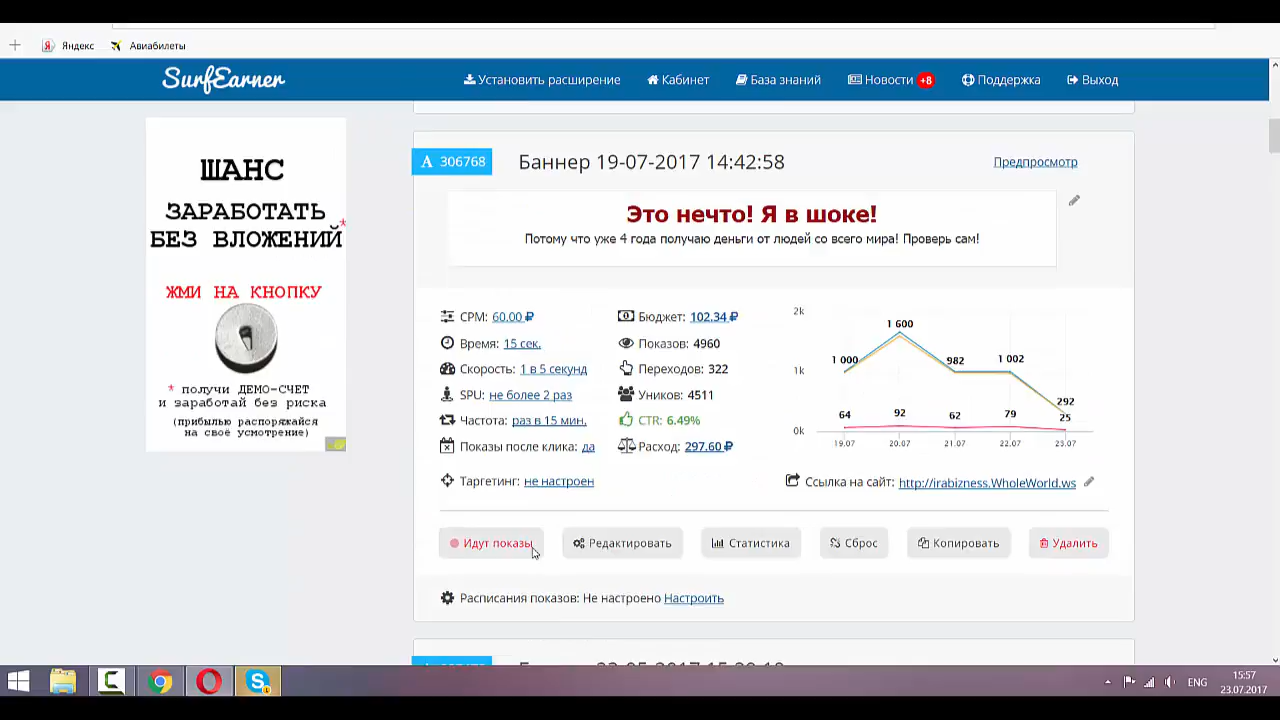 Яндекс Авиабилеты
SurfEarner Установить расширение Кабинет База знаний Новости +8 Поддержка Выход
ШАНС
ЗАРАБОТАТЬ
БЕЗ ВЛОЖЕНИЙ*
ЖМИ НА КНОПКУ
* получи ДЕМО-СЧЕТ
и заработай без риска
(прибылью распоряжайся
на своё усмотрение)
A 306768 Баннер 19-07-2017 14:42:58 Предпросмотр
Это нечто! Я в шоке!
Потому что уже 4 года получаю деньги от людей со всего мира! Проверь сам!
CPM: 60.00 ₽ Бюджет: 102.34 ₽
Время: 15 сек. Показов: 4960
Скорость: 1 в 5 секунд Переходов: 322
SPU: не более 2 раз Уников: 4511
Частота: раз в 15 мин. CTR: 6.49%
Показы после клика: да Расход: 297.60 ₽
Таргетинг: не настроен
2k
1k
0k
1 000 1 600 982 1 002 292
64 92 62 79 25
19.07 20.07 21.07 22.07 23.07
Ссылка на сайт: http://irabizness.WholeWorld.ws
Идут показы Редактировать Статистика Сброс Копировать Удалить
Расписания показов: Не настроено Настроить
ENG 15:57
23.07.2017